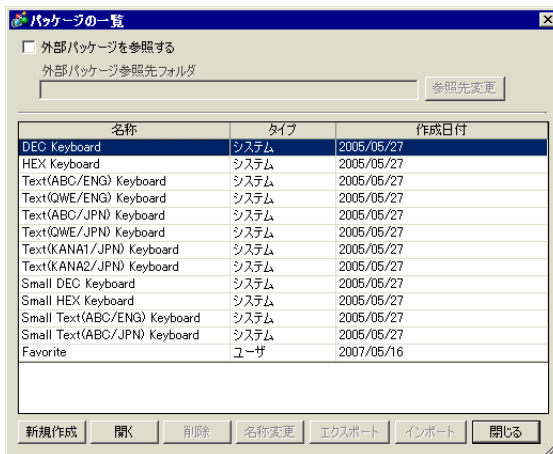 パッケージの一覧
外部パッケージを参照する
外部パッケージ参照先フォルダ
参照先変更
名称 タイプ 作成日付
DEC Keyboard システム 2005/05/27
HEX Keyboard システム 2005/05/27
Text(ABC/ENG) Keyboard システム 2005/05/27
Text(QWE/ENG) Keyboard システム 2005/05/27
Text(ABC/JPN) Keyboard システム 2005/05/27
Text(QWE/JPN) Keyboard システム 2005/05/27
Text(KANA1/JPN) Keyboard システム 2005/05/27
Text(KANA2/JPN) Keyboard システム 2005/05/27
Small DEC Keyboard システム 2005/05/27
Small HEX Keyboard システム 2005/05/27
Small Text(ABC/ENG) Keyboard システム 2005/05/27
Small Text(ABC/JPN) Keyboard システム 2005/05/27
Favorite ユーザ 2007/05/16
新規作成 開く 削除 名称変更 エクスポート インポート 閉じる